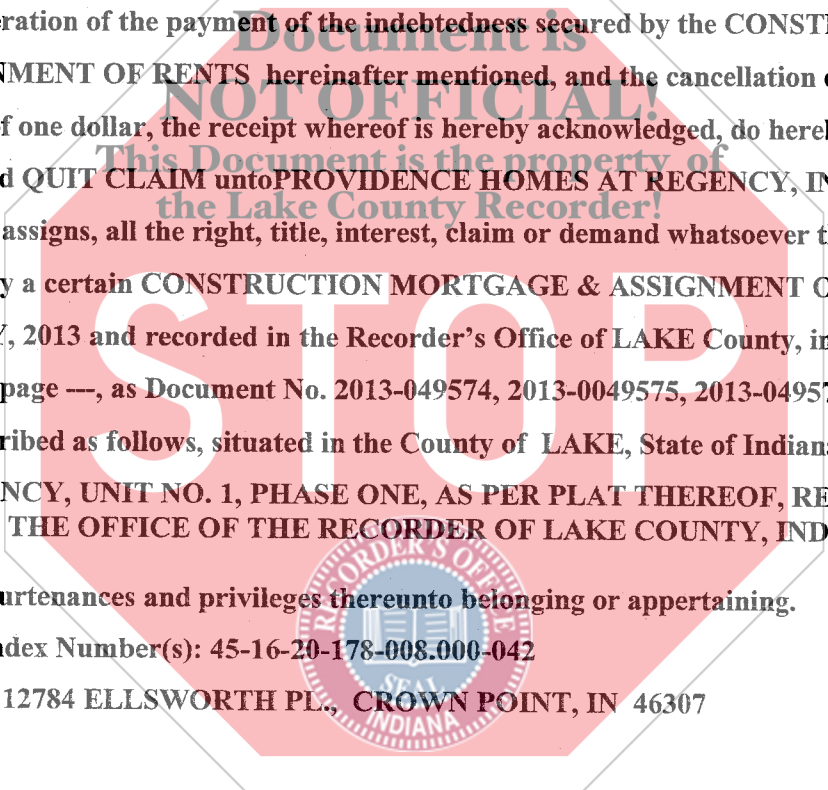 eration of the payment of the indebtedness secured by the CONST
Document is
NMENT OF RENTS hereinafter mentioned, and the cancellation
NOT OFFICIAL!
f one dollar, the receipt whereof is hereby acknowledged, do here
This Document is the property of
d QUIT CLAIM untoPROVIDENCE HOMES AT REGENCY, IN
the Lake County Recorder!
assigns, all the right, title, interest, claim or demand whatsoever t
y a certain CONSTRUCTION MORTGAGE & ASSIGNMENT O
Y, 2013 and recorded in the Recorder's Office of LAKE County, in
page ---, as Document No. 2013-049574, 2013-0049575, 2013-04957
ribed as follows, situated in the County of LAKE, State of Indian
STOP
NCY, UNIT NO. 1, PHASE ONE, AS PER PLAT THEREOF, RE
THE OFFICE OF THE RECORDER OF LAKE COUNTY, IND
urtenances and privileges thereunto belonging or appertaining.
ndex Number(s): 45-16-20-178-008.000-042
12784 ELLSWORTH PL., CROWN POINT, IN 46307
RECORDER'S OFFICE
SEAL
INDIANA